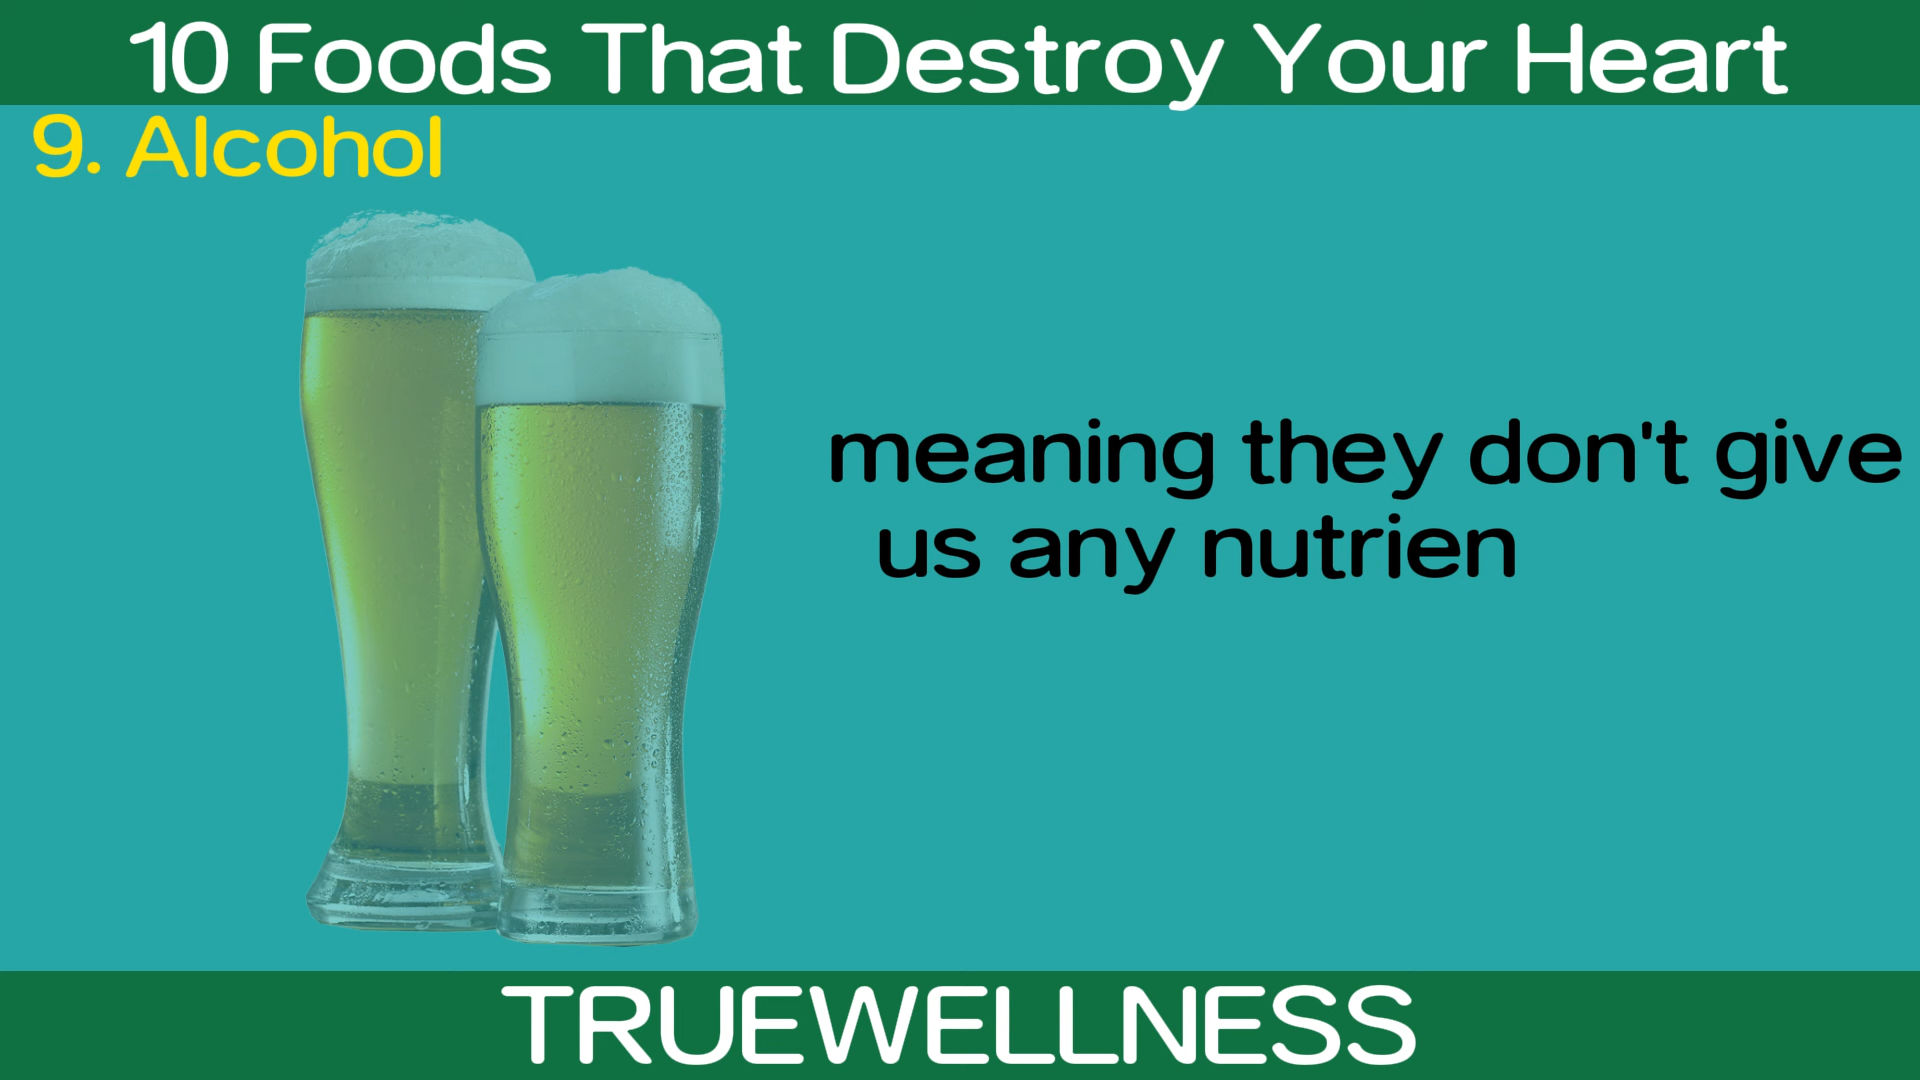 10 Foods That Destroy Your Heart
9. Alcohol
meaning they don't give
us any nutrien
TRUEWELLNESS